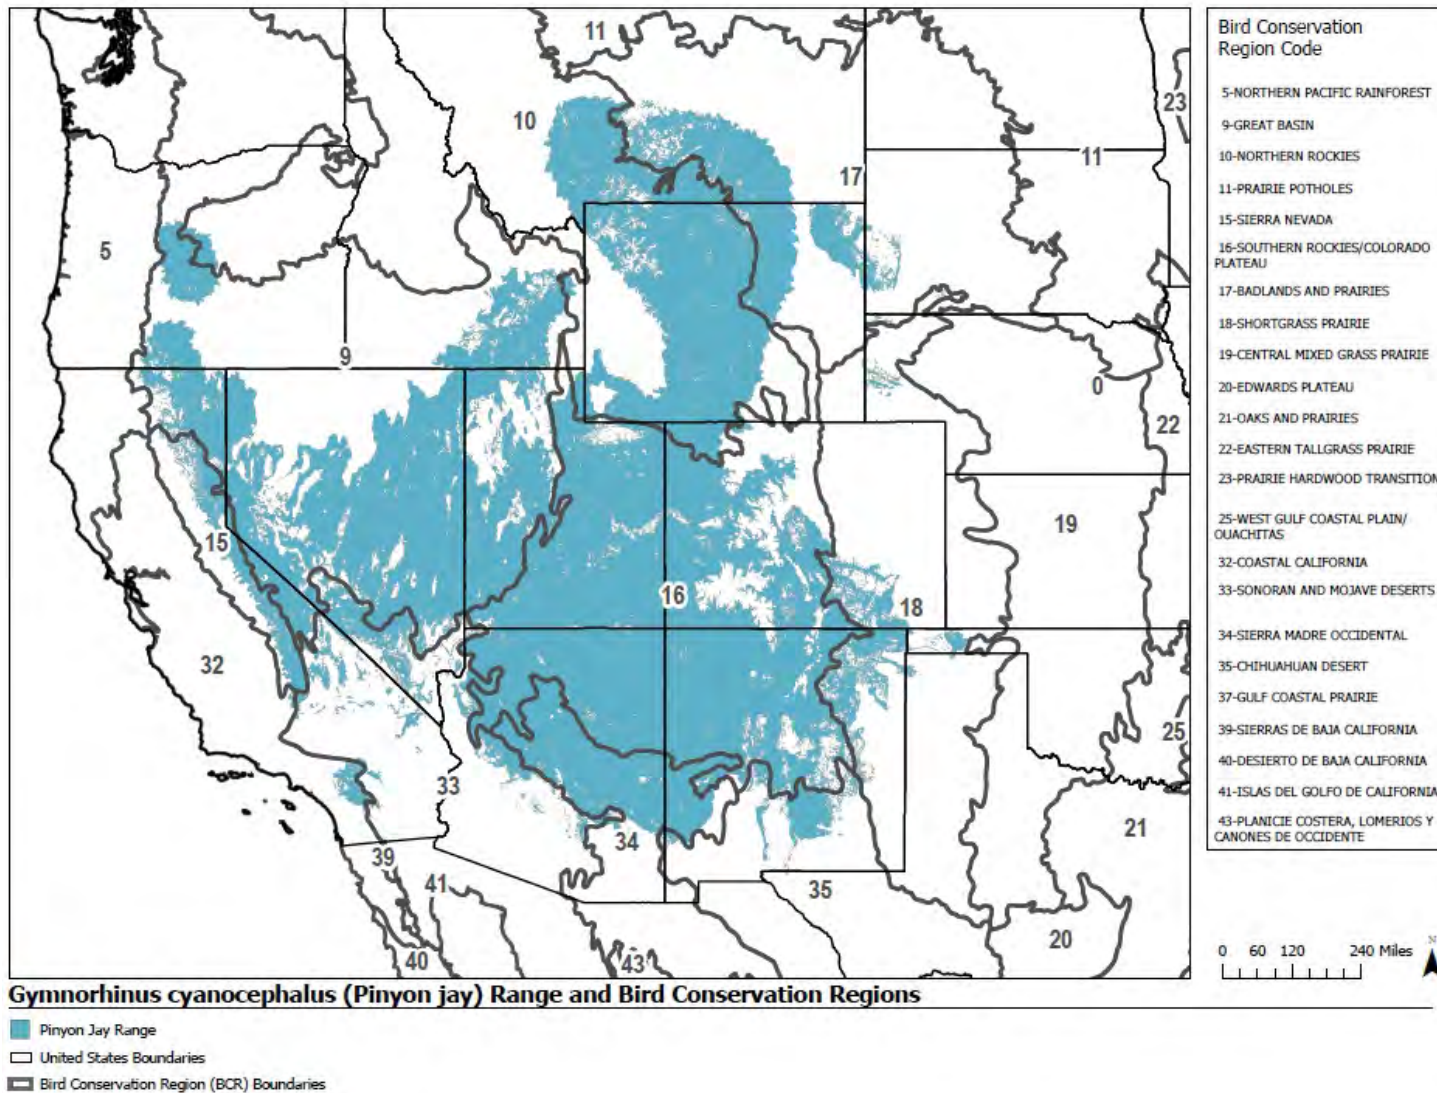 11
23
10
11
17
5
9
0
22
19
15
16
18
32
25
33
34
21
39
41
35
20
40
43
Bird Conservation
Region Code
5-NORTHERN PACIFIC RAINFOREST
9-GREAT BASIN
10-NORTHERN ROCKIES
11-PRAIRIE POTHOLES
15-SIERRA NEVADA
16-SOUTHERN ROCKIES/COLORADO
PLATEAU
17-BADLANDS AND PRAIRIES
18-SHORTGRASS PRAIRIE
19-CENTRAL MIXED GRASS PRAIRIE
20-EDWARDS PLATEAU
21-OAKS AND PRAIRIES
22-EASTERN TALLGRASS PRAIRIE
23-PRAIRIE HARDWOOD TRANSITION
25-WEST GULF COASTAL PLAIN/
OUACHITAS
32-COASTAL CALIFORNIA
33-SONORAN AND MOJAVE DESERTS
34-SIERRA MADRE OCCIDENTAL
35-CHIHUAHUAN DESERT
37-GULF COASTAL PRAIRIE
39-SIERRAS DE BAJA CALIFORNIA
40-DESIERTO DE BAJA CALIFORNIA
41-ISLAS DEL GOLFO DE CALIFORNIA
43-PLANICIE COSTERA, LOMERIOS Y
CANONES DE OCCIDENTE
0 60 120 240 Miles
N
Gymnorhinus cyanocephalus (Pinyon jay) Range and Bird Conservation Regions
Pinyon Jay Range
United States Boundaries
Bird Conservation Region (BCR) Boundaries